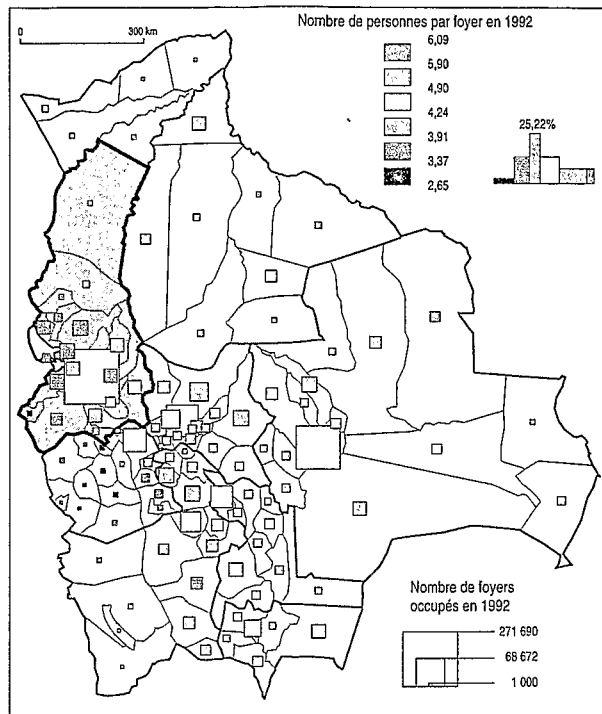 Nombre de personnes par foyer en 1992
0 300 km
6,09
5,90
4,90
4,24
3,91
3,37
2,65
25,22%
Nombre de foyers
occupés en 1992
271 690
68 672
1 000